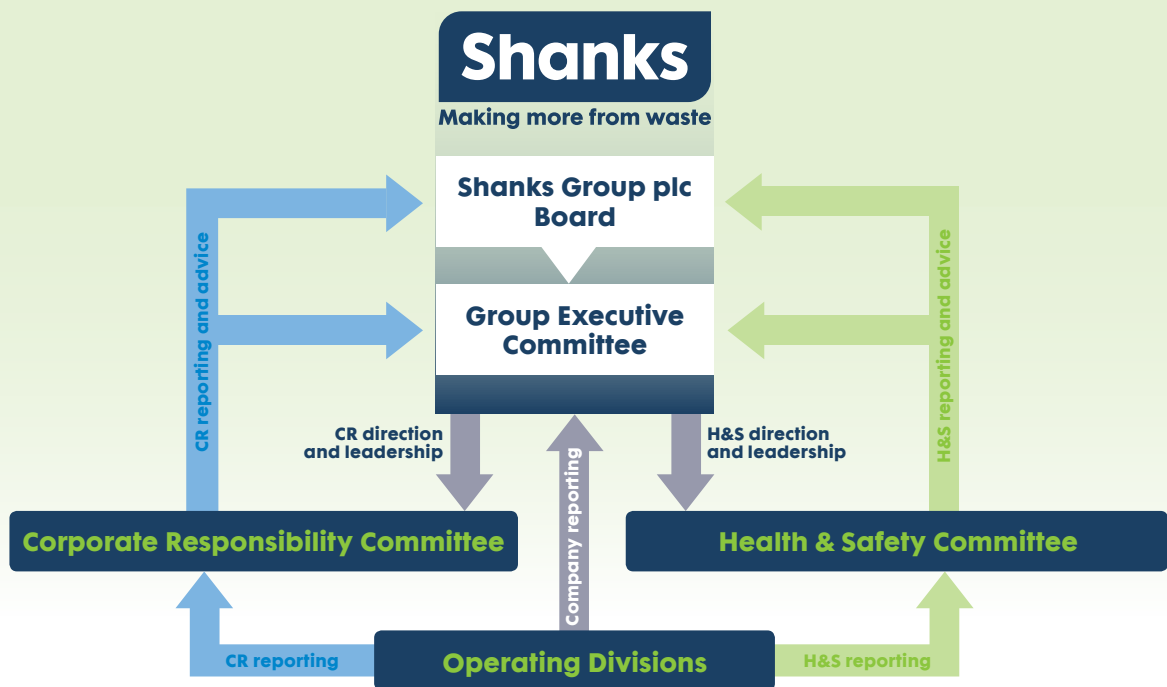 Shanks
Making more from waste
Shanks Group plc
Board
Group Executive
Committee
CR reporting and advice
H&S reporting and advice
CR direction
and leadership
Company reporting
H&S direction
and leadership
Corporate Responsibility Committee
Health & Safety Committee
CR reporting
Operating Divisions
H&S reporting